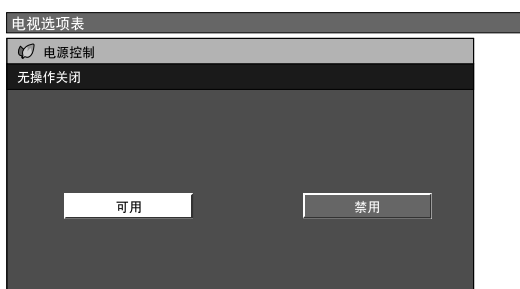 电视选项表
电源控制
无操作关闭
可用
禁用